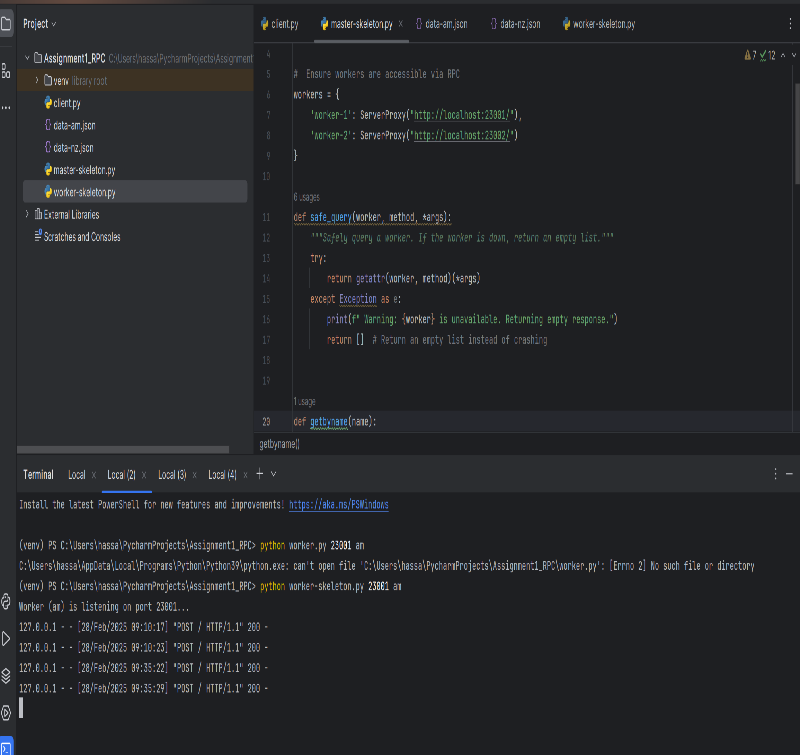 Project
client.py
master-skeleton.py
data-am.json
data-nz.json
worker-skeleton.py
Assignment1_RPC C:\Users\hassa\PycharmProjects\Assignment
venv library root
client.py
data-am.json
data-nz.json
master-skeleton.py
worker-skeleton.py
External Libraries
Scratches and Consoles
7 12
4
5 # Ensure workers are accessible via RPC
6 workers = {
7 'worker-1': ServerProxy("http://localhost:23001/"),
8 'worker-2': ServerProxy("http://localhost:23002/")
9 }
10
6 usages
11 def safe_query(worker, method, *args):
12 """Safely query a worker. If the worker is down, return an empty list."""
13 try:
14 return getattr(worker, method)(*args)
15 except Exception as e:
16 print(f" Warning: {worker} is unavailable. Returning empty response.")
17 return [] # Return an empty list instead of crashing
18
19
1 usage
20 def getbyname(name):
getbyname()
Terminal Local Local (2) Local (3) Local (4)
Install the latest PowerShell for new features and improvements! https://aka.ms/PSWindows
(venv) PS C:\Users\hassa\PycharmProjects\Assignment1_RPC> python worker.py 23001 am
C:\Users\hassa\AppData\Local\Programs\Python\Python39\python.exe: can't open file 'C:\Users\hassa\PycharmProjects\Assignment1_RPC\worker.py': [Errno 2] No such file or directory
(venv) PS C:\Users\hassa\PycharmProjects\Assignment1_RPC> python worker-skeleton.py 23001 am
Worker (am) is listening on port 23001...
127.0.0.1 - - [28/Feb/2025 09:10:17] "POST / HTTP/1.1" 200 -
127.0.0.1 - - [28/Feb/2025 09:10:23] "POST / HTTP/1.1" 200 -
127.0.0.1 - - [28/Feb/2025 09:35:22] "POST / HTTP/1.1" 200 -
127.0.0.1 - - [28/Feb/2025 09:35:29] "POST / HTTP/1.1" 200 -